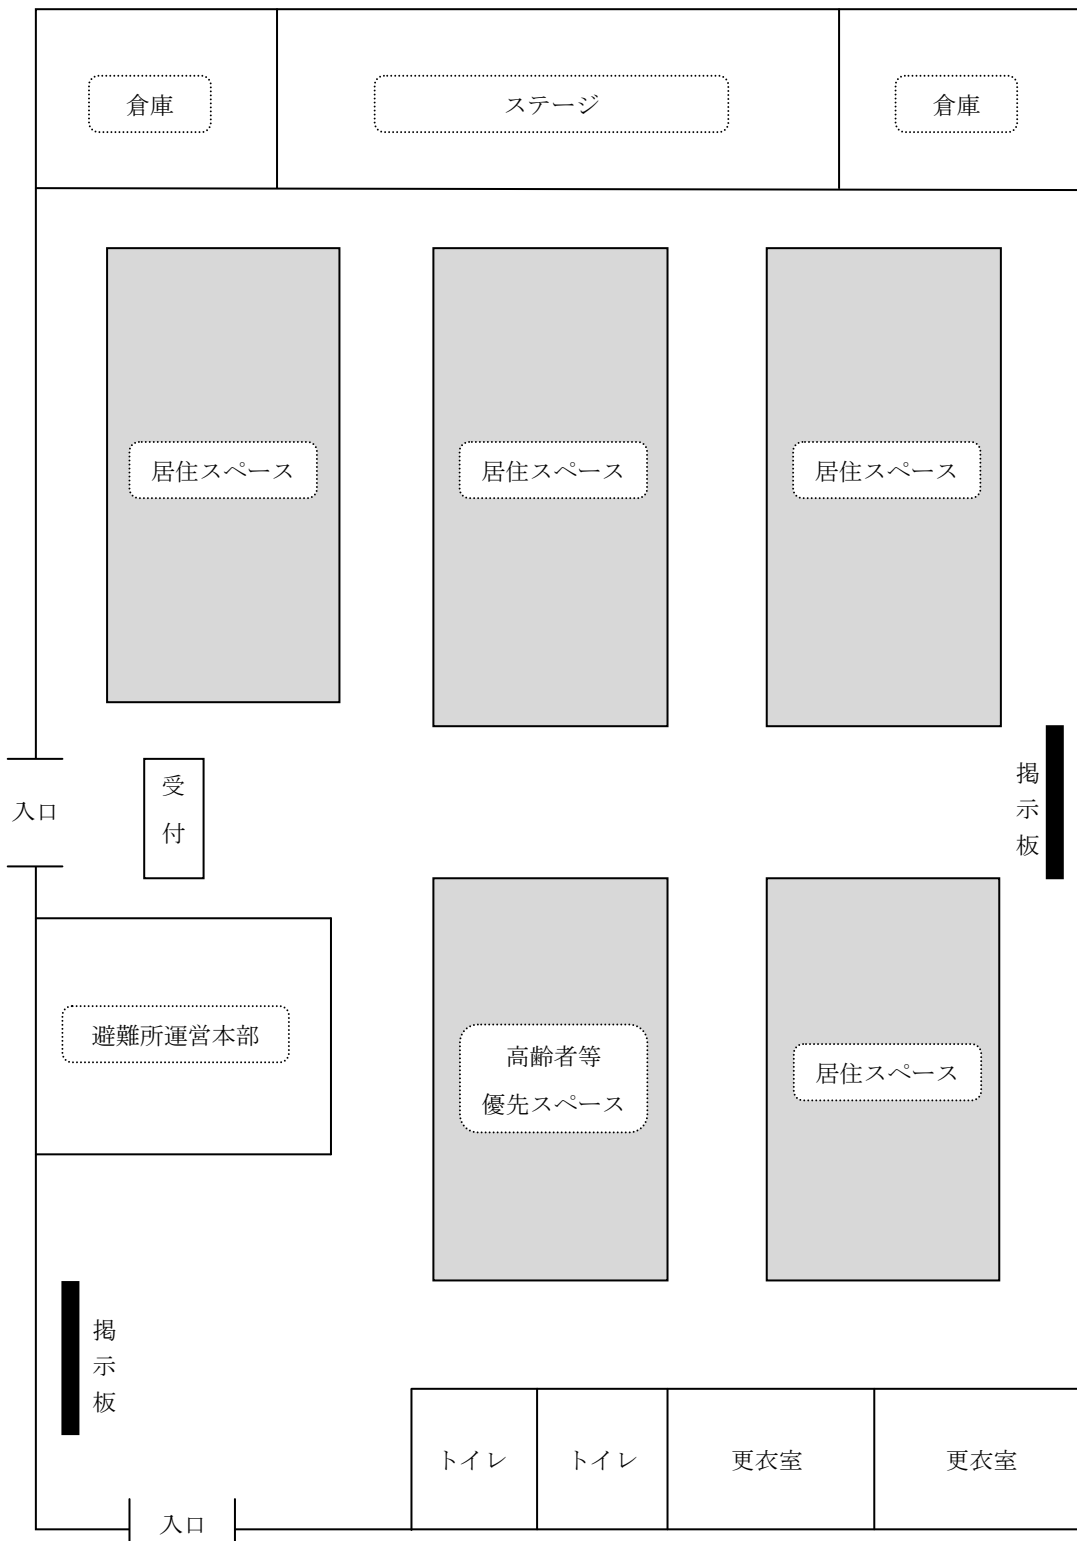 倉庫
ステージ
倉庫
居住スペース
居住スペース
居住スペース
入口
受付
掲示板
避難所運営本部
高齢者等
優先スペース
居住スペース
掲示板
トイレ
トイレ
更衣室
更衣室
入口